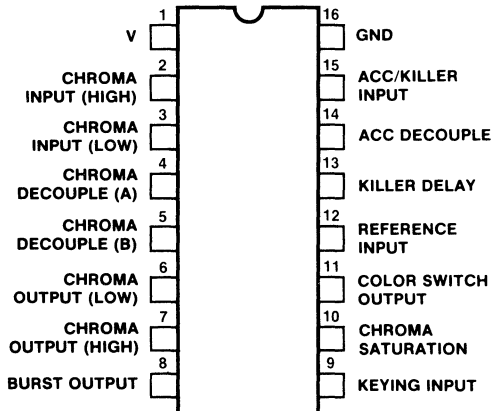 1
V
2
CHROMA
INPUT (HIGH)
3
CHROMA
INPUT (LOW)
4
CHROMA
DECOUPLE (A)
5
CHROMA
DECOUPLE (B)
6
CHROMA
OUTPUT (LOW)
7
CHROMA
OUTPUT (HIGH)
8
BURST OUTPUT
16
GND
15
ACC/KILLER
INPUT
14
ACC DECOUPLE
13
KILLER DELAY
12
REFERENCE
INPUT
11
COLOR SWITCH
OUTPUT
10
CHROMA
SATURATION
9
KEYING INPUT